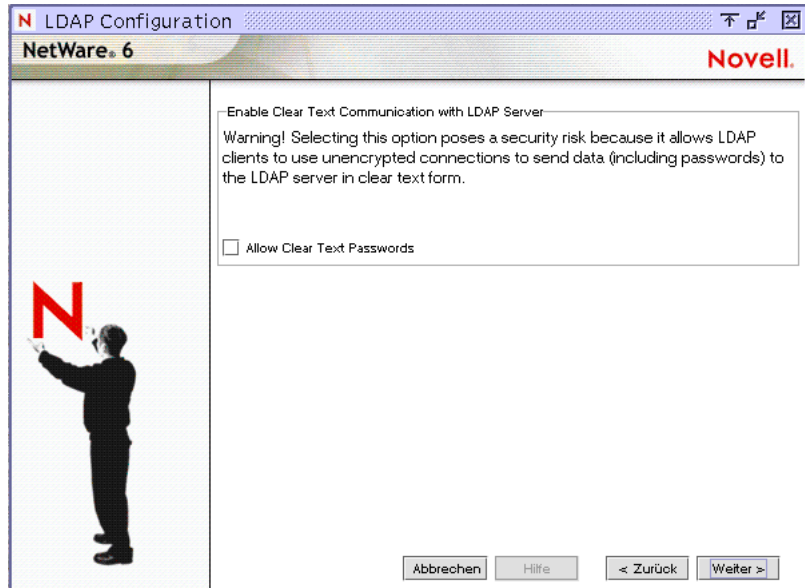 N LDAP Configuration
NetWare® 6
Novell.
Enable Clear Text Communication with LDAP Server
Warning! Selecting this option poses a security risk because it allows LDAP
clients to use unencrypted connections to send data (including passwords) to
the LDAP server in clear text form.
Allow Clear Text Passwords
N
Abbrechen Hilfe < Zurück Weiter >